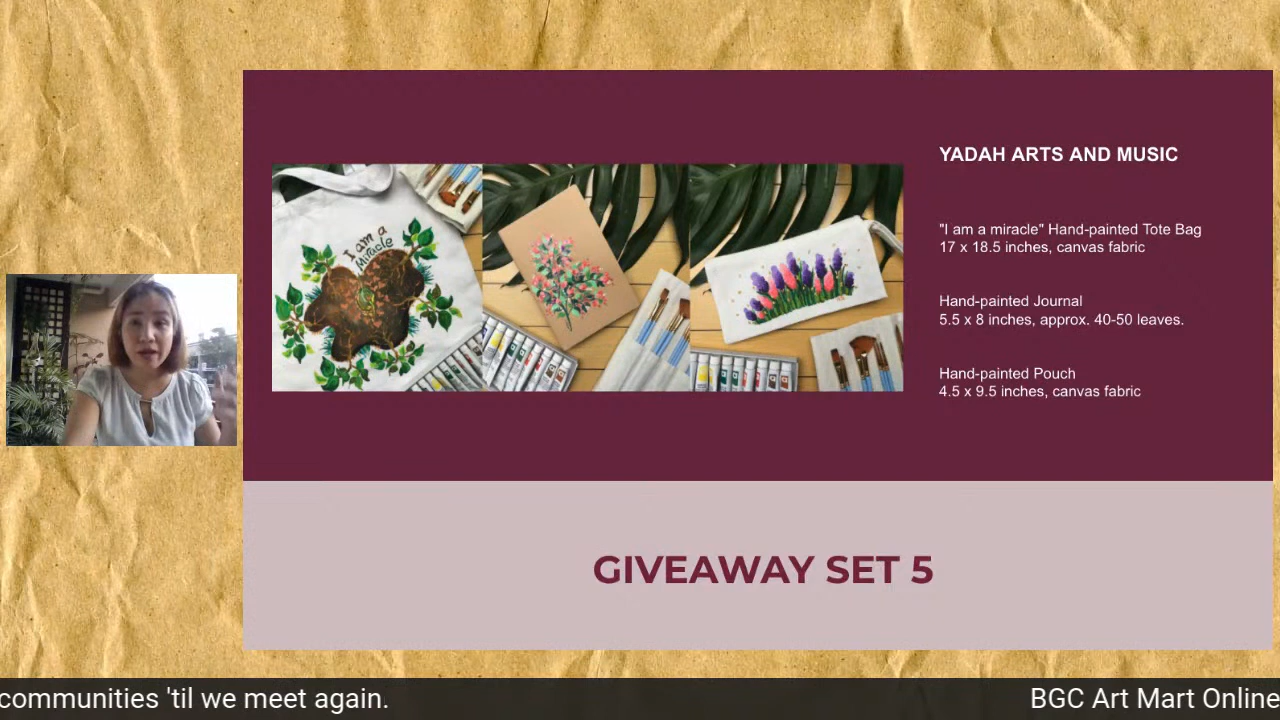 YADAH ARTS AND MUSIC
"I am a miracle" Hand-painted Tote Bag
17 x 18.5 inches, canvas fabric
Hand-painted Journal
5.5 x 8 inches, approx. 40-50 leaves.
Hand-painted Pouch
4.5 x 9.5 inches, canvas fabric
I am a
Miracle
GIVEAWAY SET 5
communities 'til we meet again.
BGC Art Mart Online